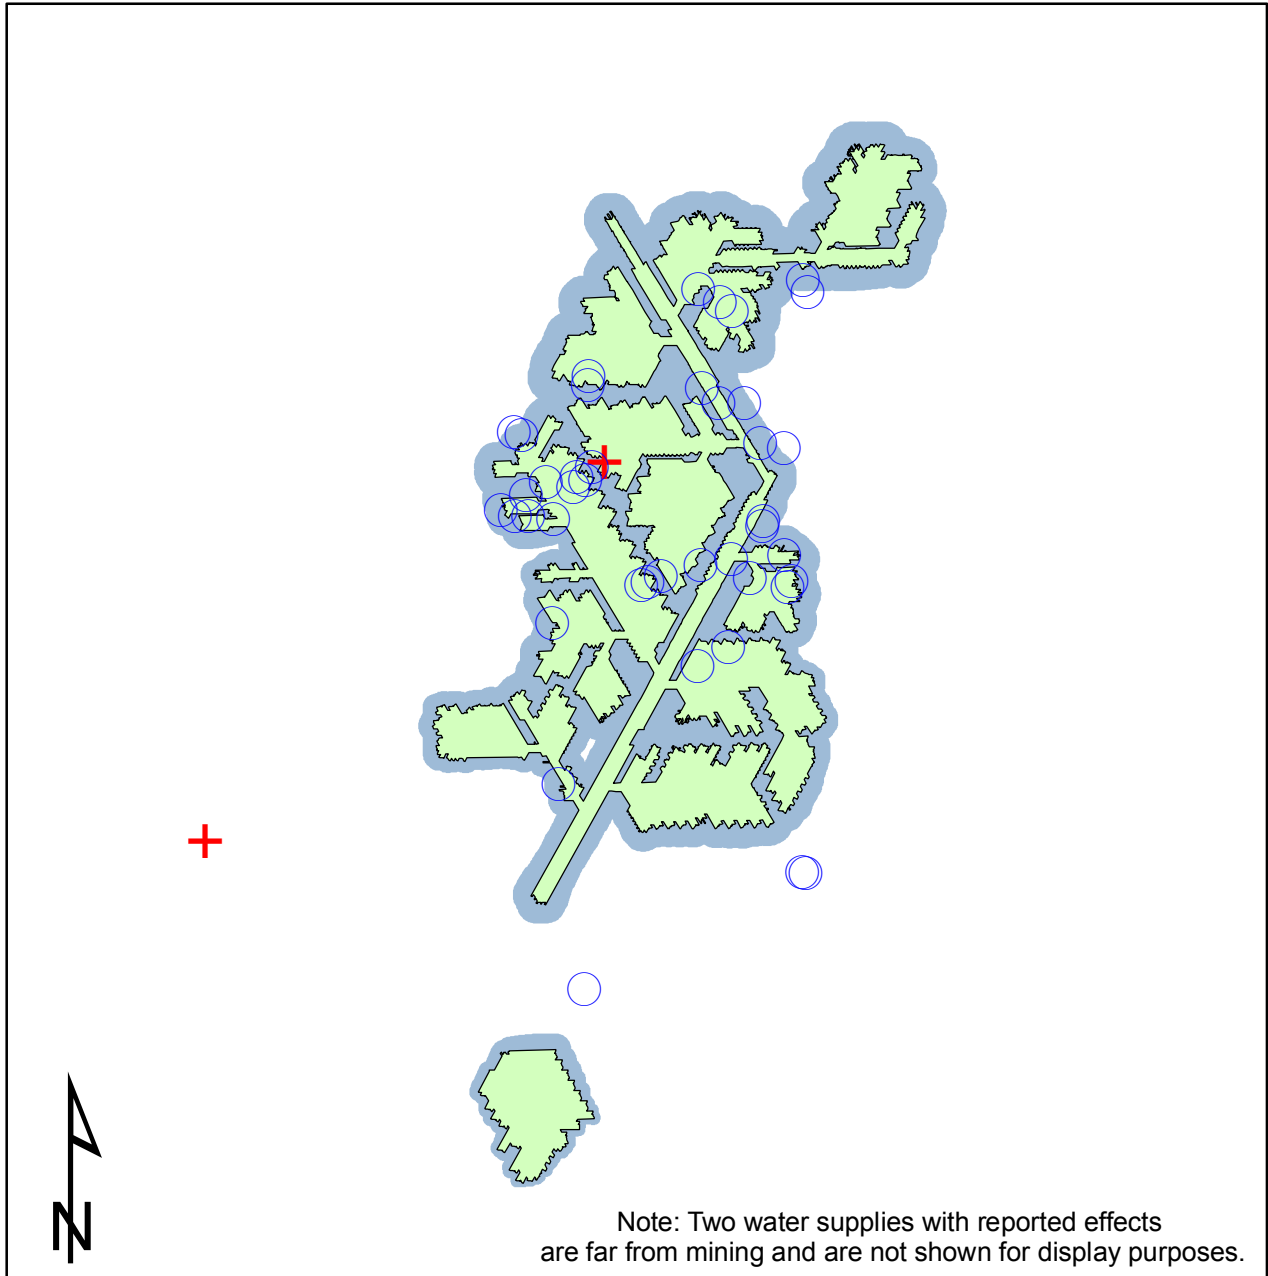 N
Note: Two water supplies with reported effects
are far from mining and are not shown for display purposes.